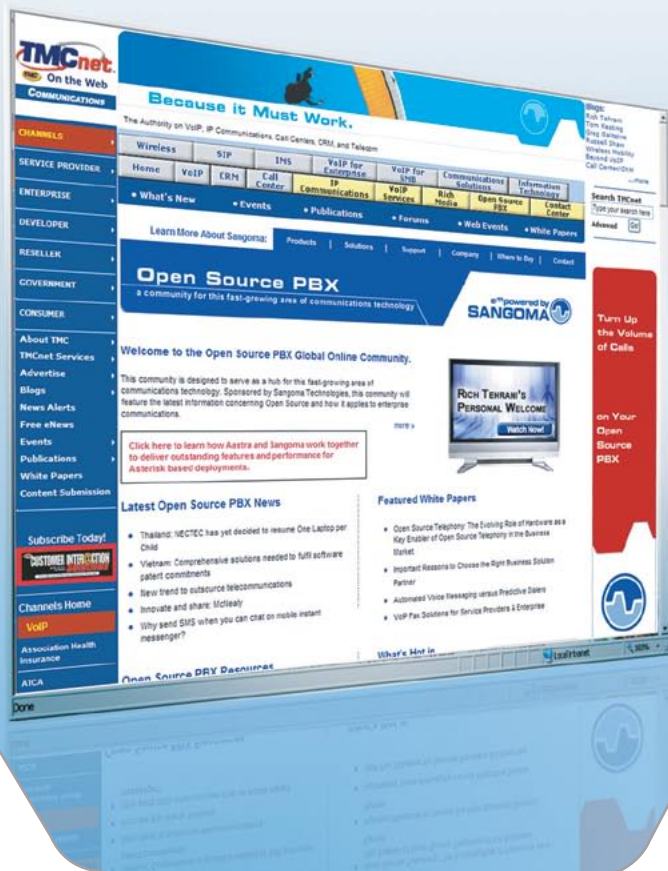 TMCnet.
TMC On the Web
COMMUNICATIONS
CHANNELS
SERVICE PROVIDER
ENTERPRISE
DEVELOPER
RESELLER
GOVERNMENT
CONSUMER
About TMC
TMCnet Services
Advertise
Blogs
News Alerts
Free eNews
Events
Publications
White Papers
Content Submission
Subscribe Today!
CUSTOMER INTER@CTION
Channels Home
VoIP
Association Health
Insurance
AICA
Because it Must Work.
The Authority on VoIP, IP Communications, Call Centers, CRM, and Telecom
Wireless SIP IMS VoIP for Enterprise VoIP for SMB Communications Solutions Information Technology
Home VoIP CRM Call Center IP Communications VoIP Services Rich Media Open Source PBX Contact Center
• What's New • Events • Publications • Forums • Web Events • White Papers
Learn More About Sangoma: Products | Solutions | Support | Company | Where to Buy | Contact
Open Source PBX
a community for this fast-growing area of communications technology
empowered by
SANGOMA
Welcome to the Open Source PBX Global Online Community.
This community is designed to serve as a hub for this fast-growing area of
communications technology. Sponsored by Sangoma Technologies, this community will
feature the latest information concerning Open Source and how it applies to enterprise
communications.
more »
Click here to learn how Aastra and Sangoma work together
to deliver outstanding features and performance for
Asterisk based deployments.
RICH TEHRANI'S
PERSONAL WELCOME
Watch Now!
Latest Open Source PBX News
• Thailand: NECTEC has yet decided to resume One Laptop per
Child
• Vietnam: Comprehensive solutions needed to fulfil software
patent commitments
• New trend to outsource telecommunications
• Innovate and share: McNealy
• Why send SMS when you can chat on mobile instant
messenger?
Open Source PBX Resources
Featured White Papers
• Open Source Telephony: The Evolving Role of Hardware as a
Key Enabler of Open Source Telephony in the Business
Market
• Important Reasons to Choose the Right Business Solution
Partner
• Automated Voice Messaging versus Predictive Dialers
• VoIP Fax Solutions for Service Providers & Enterprise
What's Hot in
Blogs:
Rich Tehrani
Tom Keating
Greg Galitzine
Russell Shaw
Wireless Mobility
Beyond VoIP
Call Center/CRM
...more
Search TMCnet
Type your search here
Advanced Go!
Turn Up
the Volume
of Calls
on Your
Open
Source
PBX
Done
Local intranet
100%